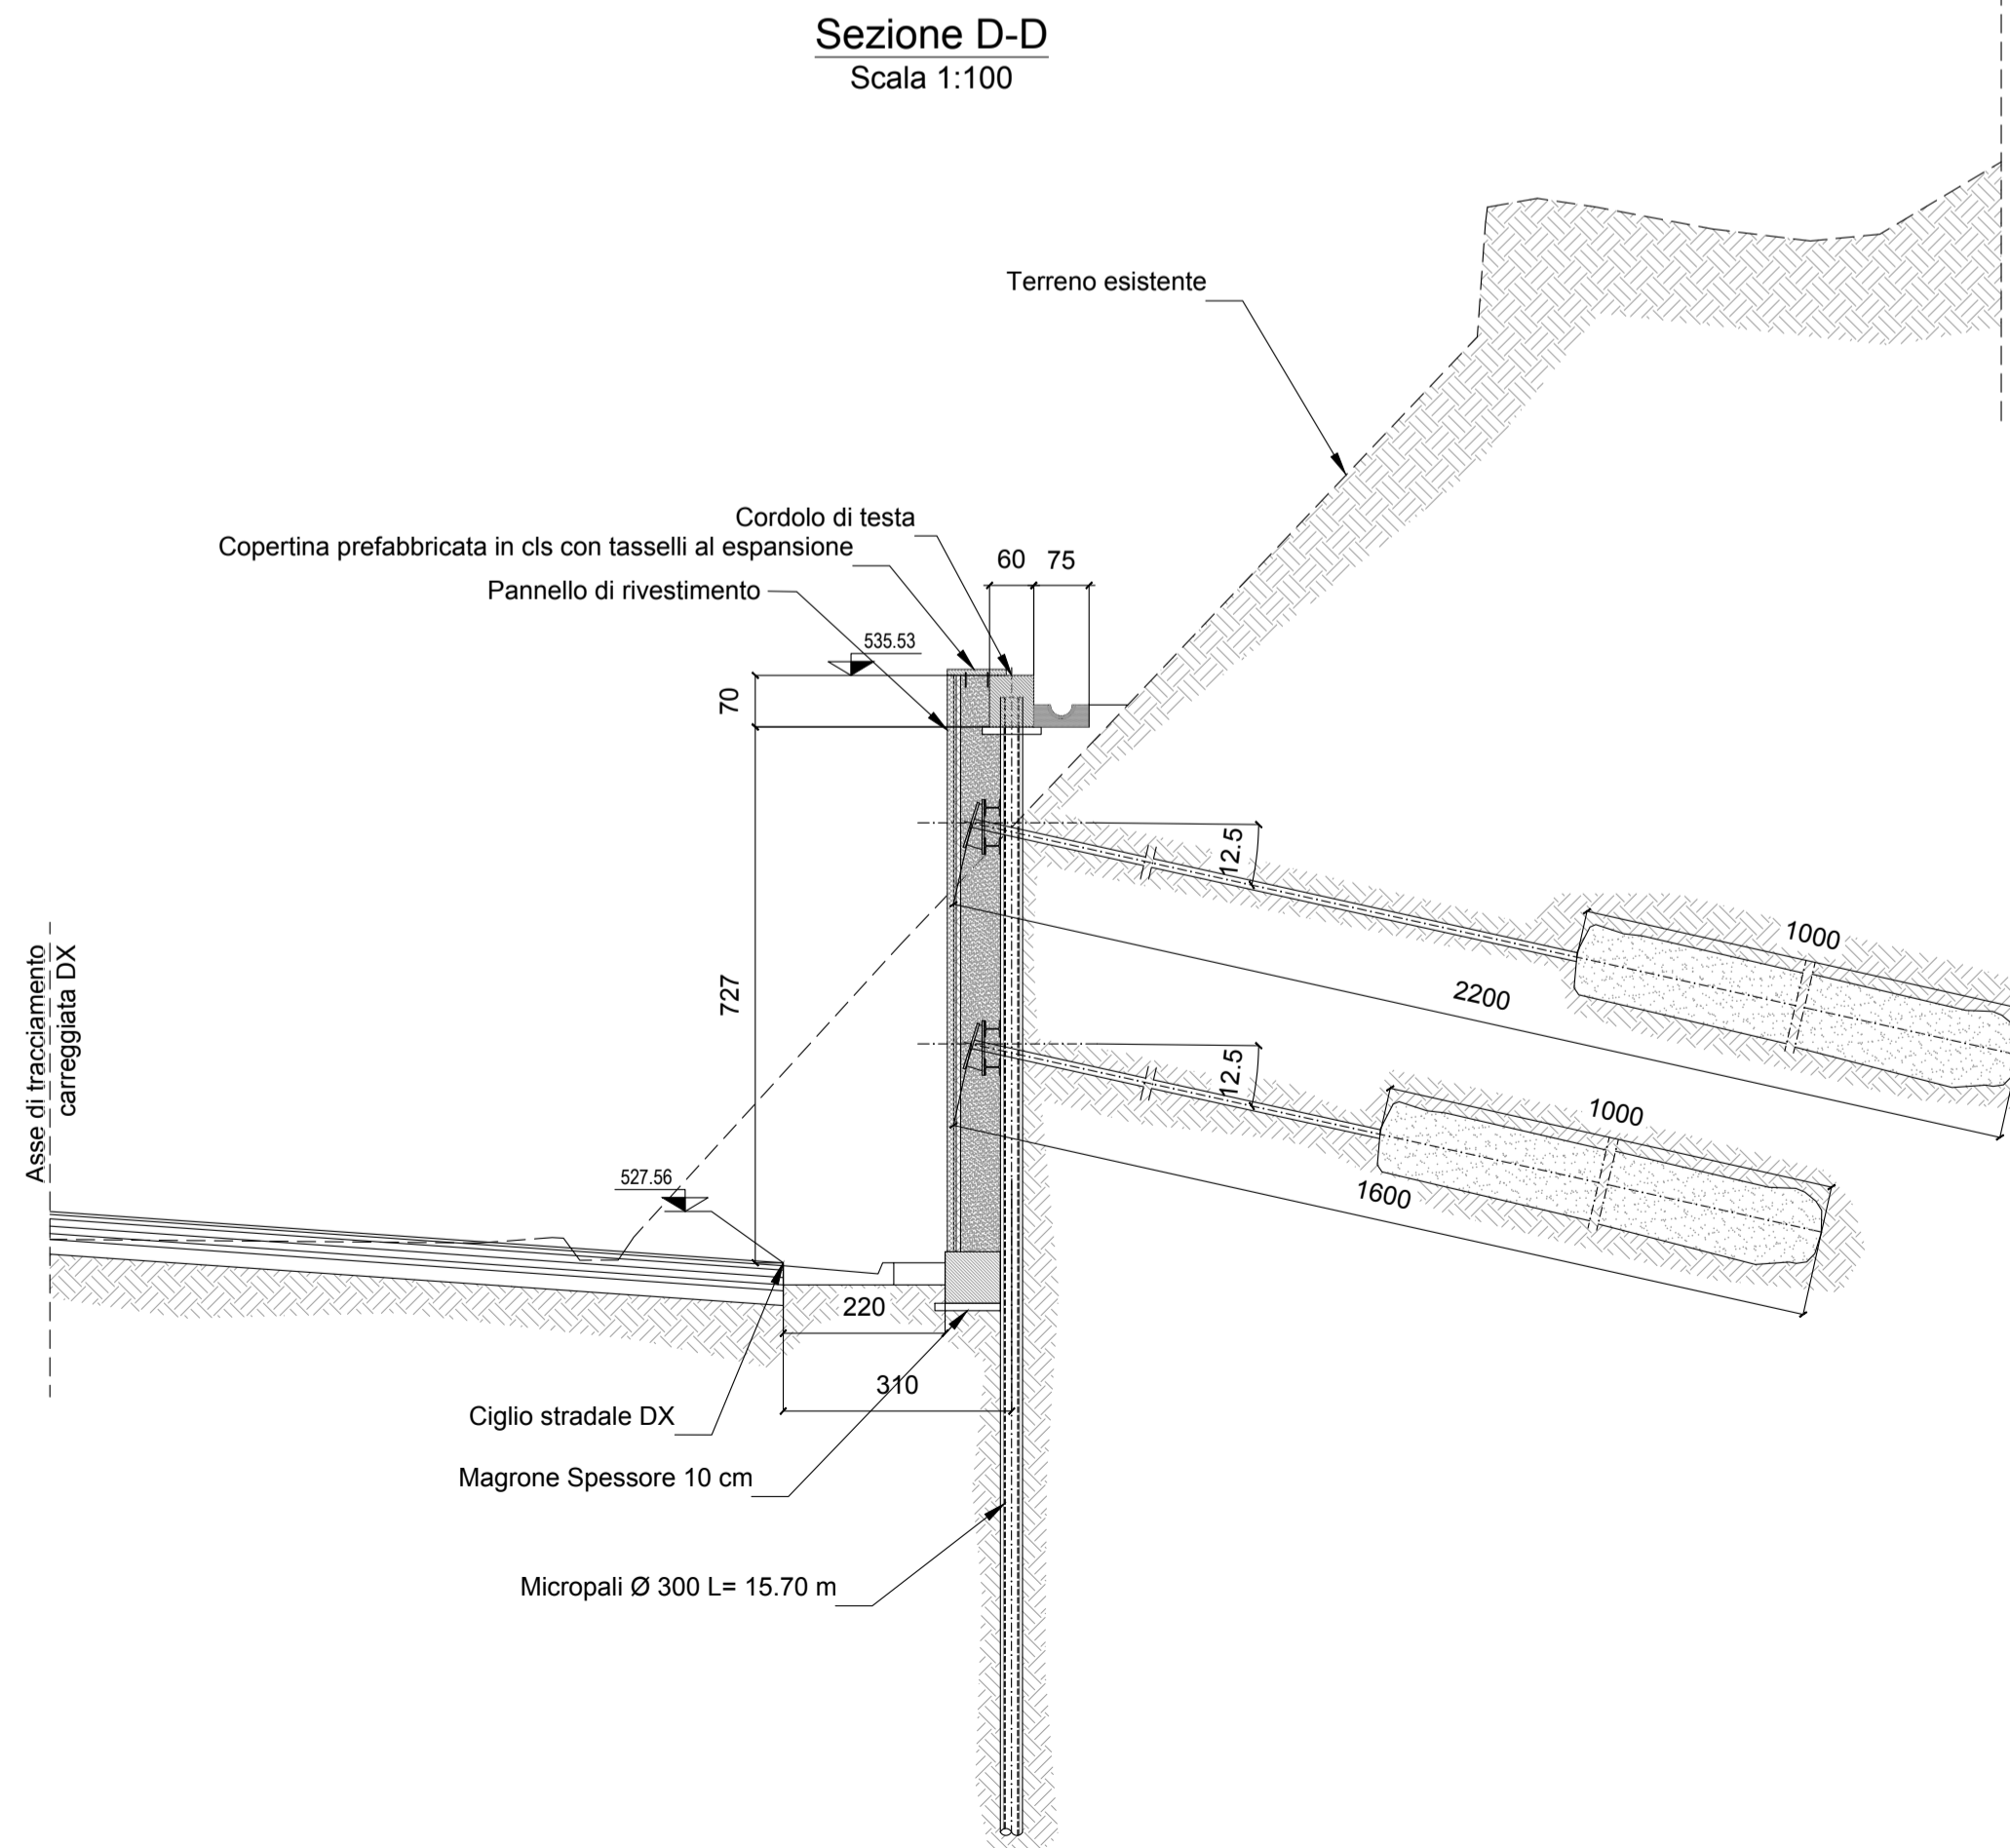 Sezione D-D
Scala 1:100
Terreno esistente
Cordolo di testa
Copertina prefabbricata in cls con tasselli al espansione
60
75
Pannello di rivestimento
535.53
70
12.5
1000
2200
727
Asse di tracciamento
carreggiata DX
12.5
1000
1600
527.56
220
310
Ciglio stradale DX
Magrone Spessore 10 cm
Micropali Ø 300 L= 15.70 m